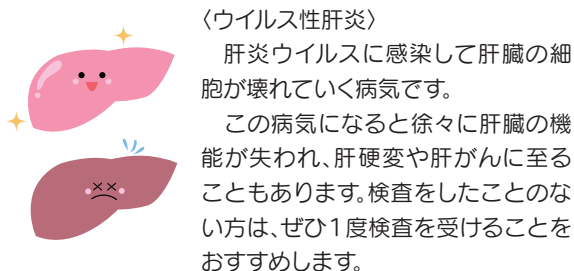 〈ウイルス性肝炎〉
　肝炎ウイルスに感染して肝臓の細
胞が壊れていく病気です。
　この病気になると徐々に肝臓の機
能が失われ、肝硬変や肝がんに至る
こともあります。検査をしたことのな
い方は、ぜひ1度検査を受けることを
おすすめします。